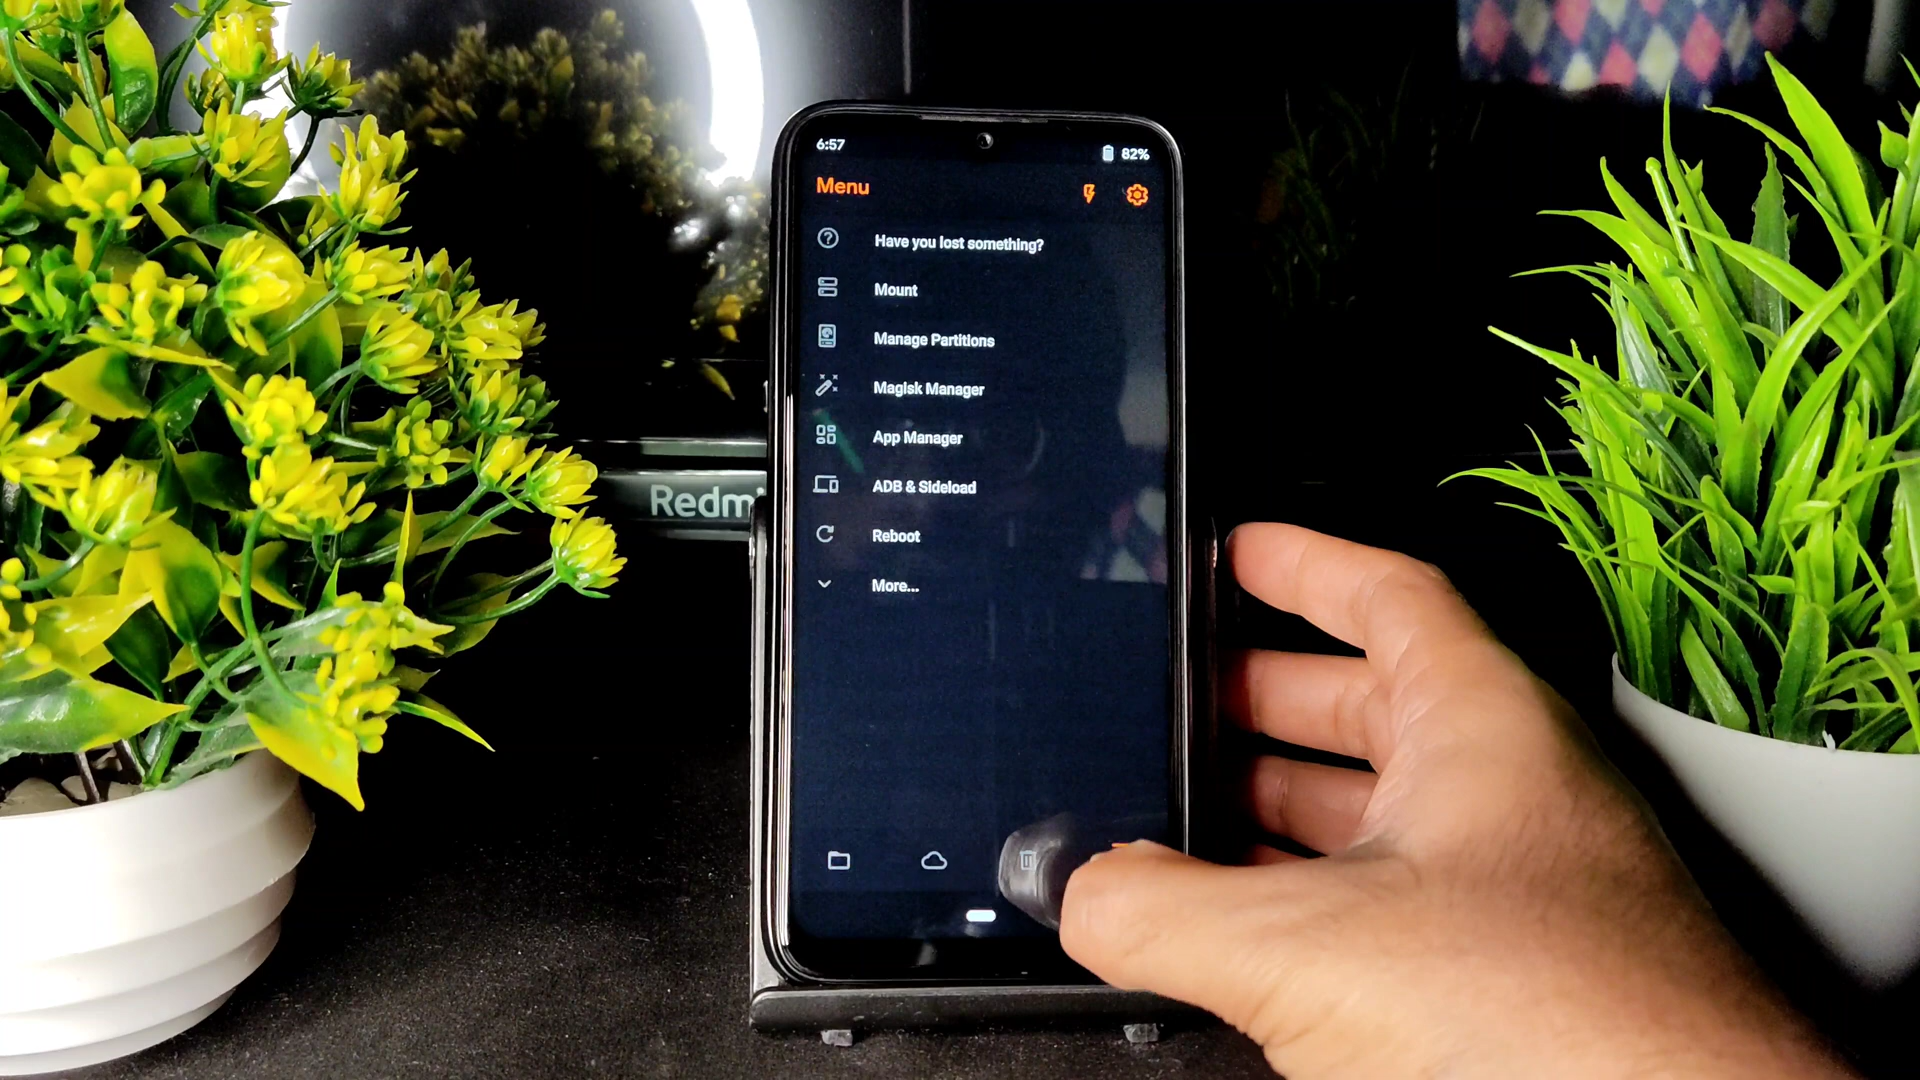 6:57
82%
Menu
Have you lost something?
Mount
Manage Partitions
Magisk Manager
App Manager
ADB & Sideload
Reboot
More...
Redmi